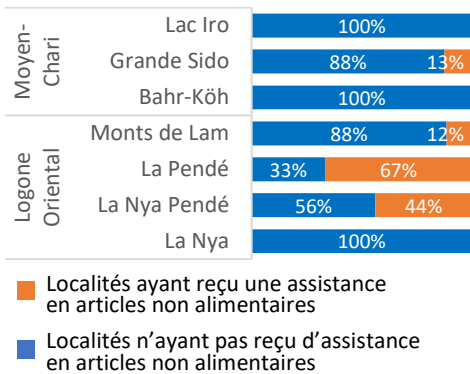 Moyen-
Chari
Lac Iro 100%
Grande Sido 88% 13%
Bahr-Köh 100%
Logone
Oriental
Monts de Lam 88% 12%
La Pendé 33% 67%
La Nya Pendé 56% 44%
La Nya 100%
Localités ayant reçu une assistance
en articles non alimentaires
Localités n’ayant pas reçu d’assistance
en articles non alimentaires